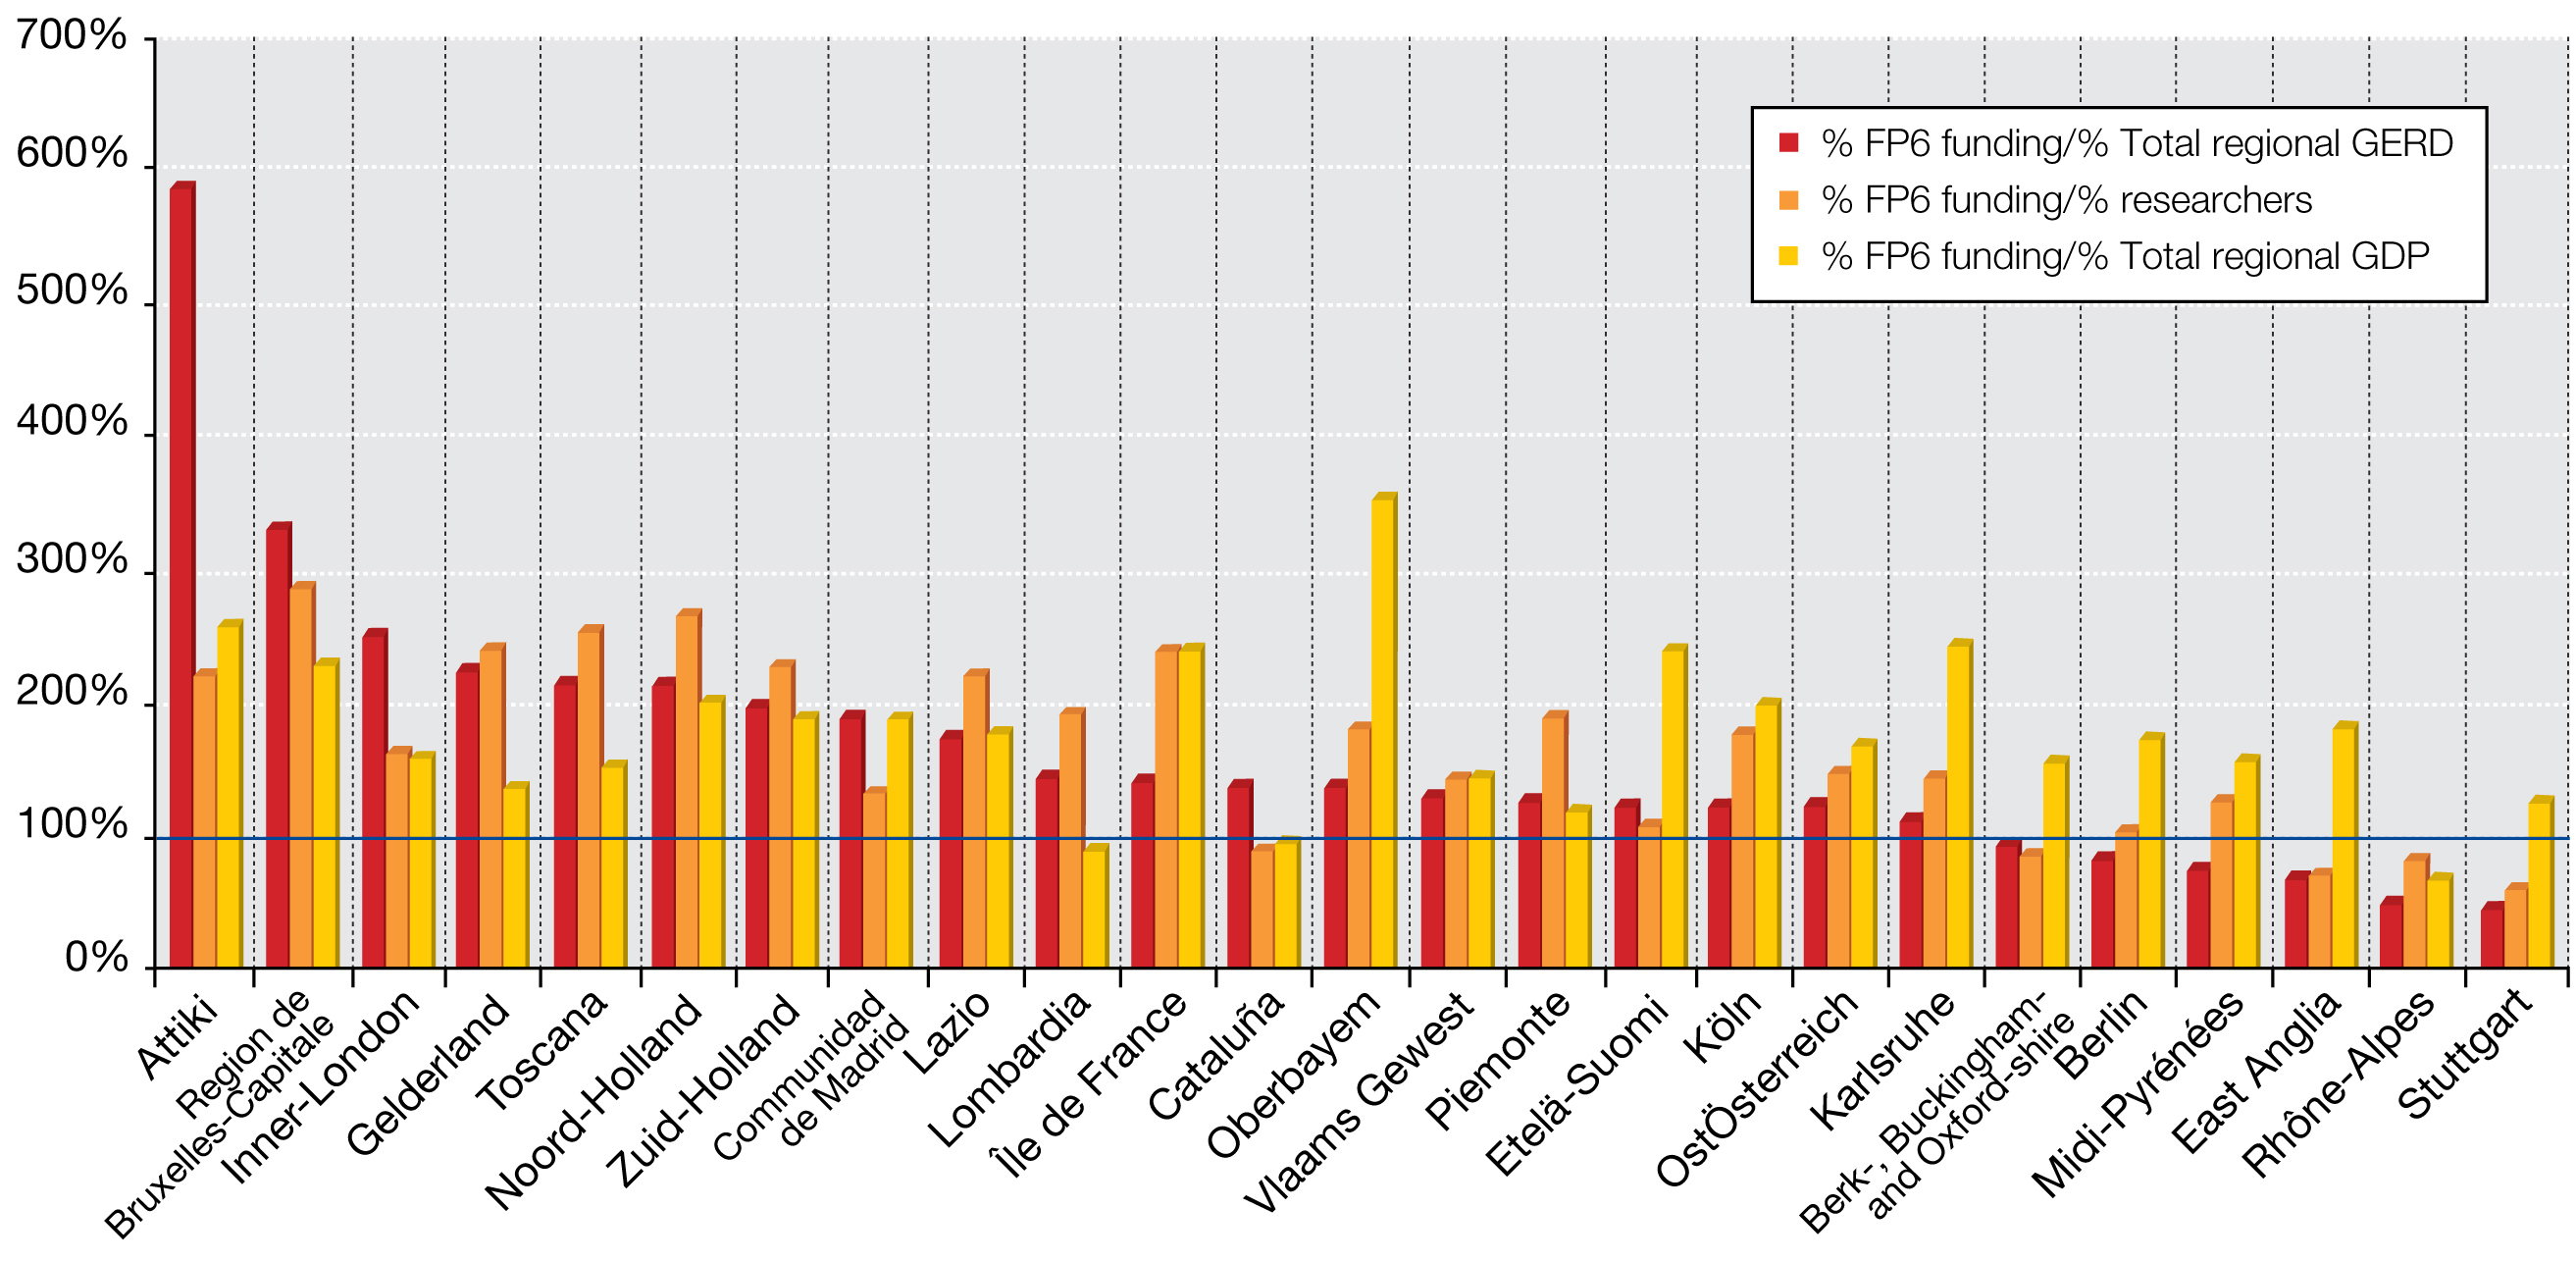 700%
600%
500%
400%
300%
200%
100%
0%
% FP6 funding/% Total regional GERD
% FP6 funding/% researchers
% FP6 funding/% Total regional GDP
Attiki
Region de
Bruxelles-Capitale
Inner-London
Gelderland
Toscana
Noord-Holland
Zuid-Holland
Communidad
de Madrid
Lazio
Lombardia
Île de France
Cataluña
Oberbayem
Vlaams Gewest
Piemonte
Etelä-Suomi
Köln
OstÖsterreich
Karlsruhe
Berk-, Buckingham-
and Oxford-shire
Berlin
Midi-Pyrénées
East Anglia
Rhône-Alpes
Stuttgart